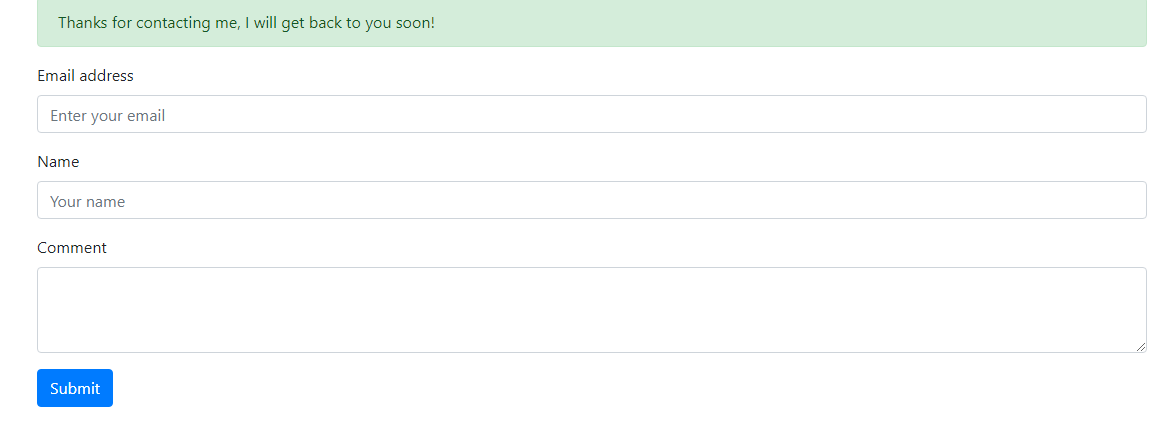 Thanks for contacting me, I will get back to you soon!
Email address
Enter your email
Name
Your name
Comment
Submit